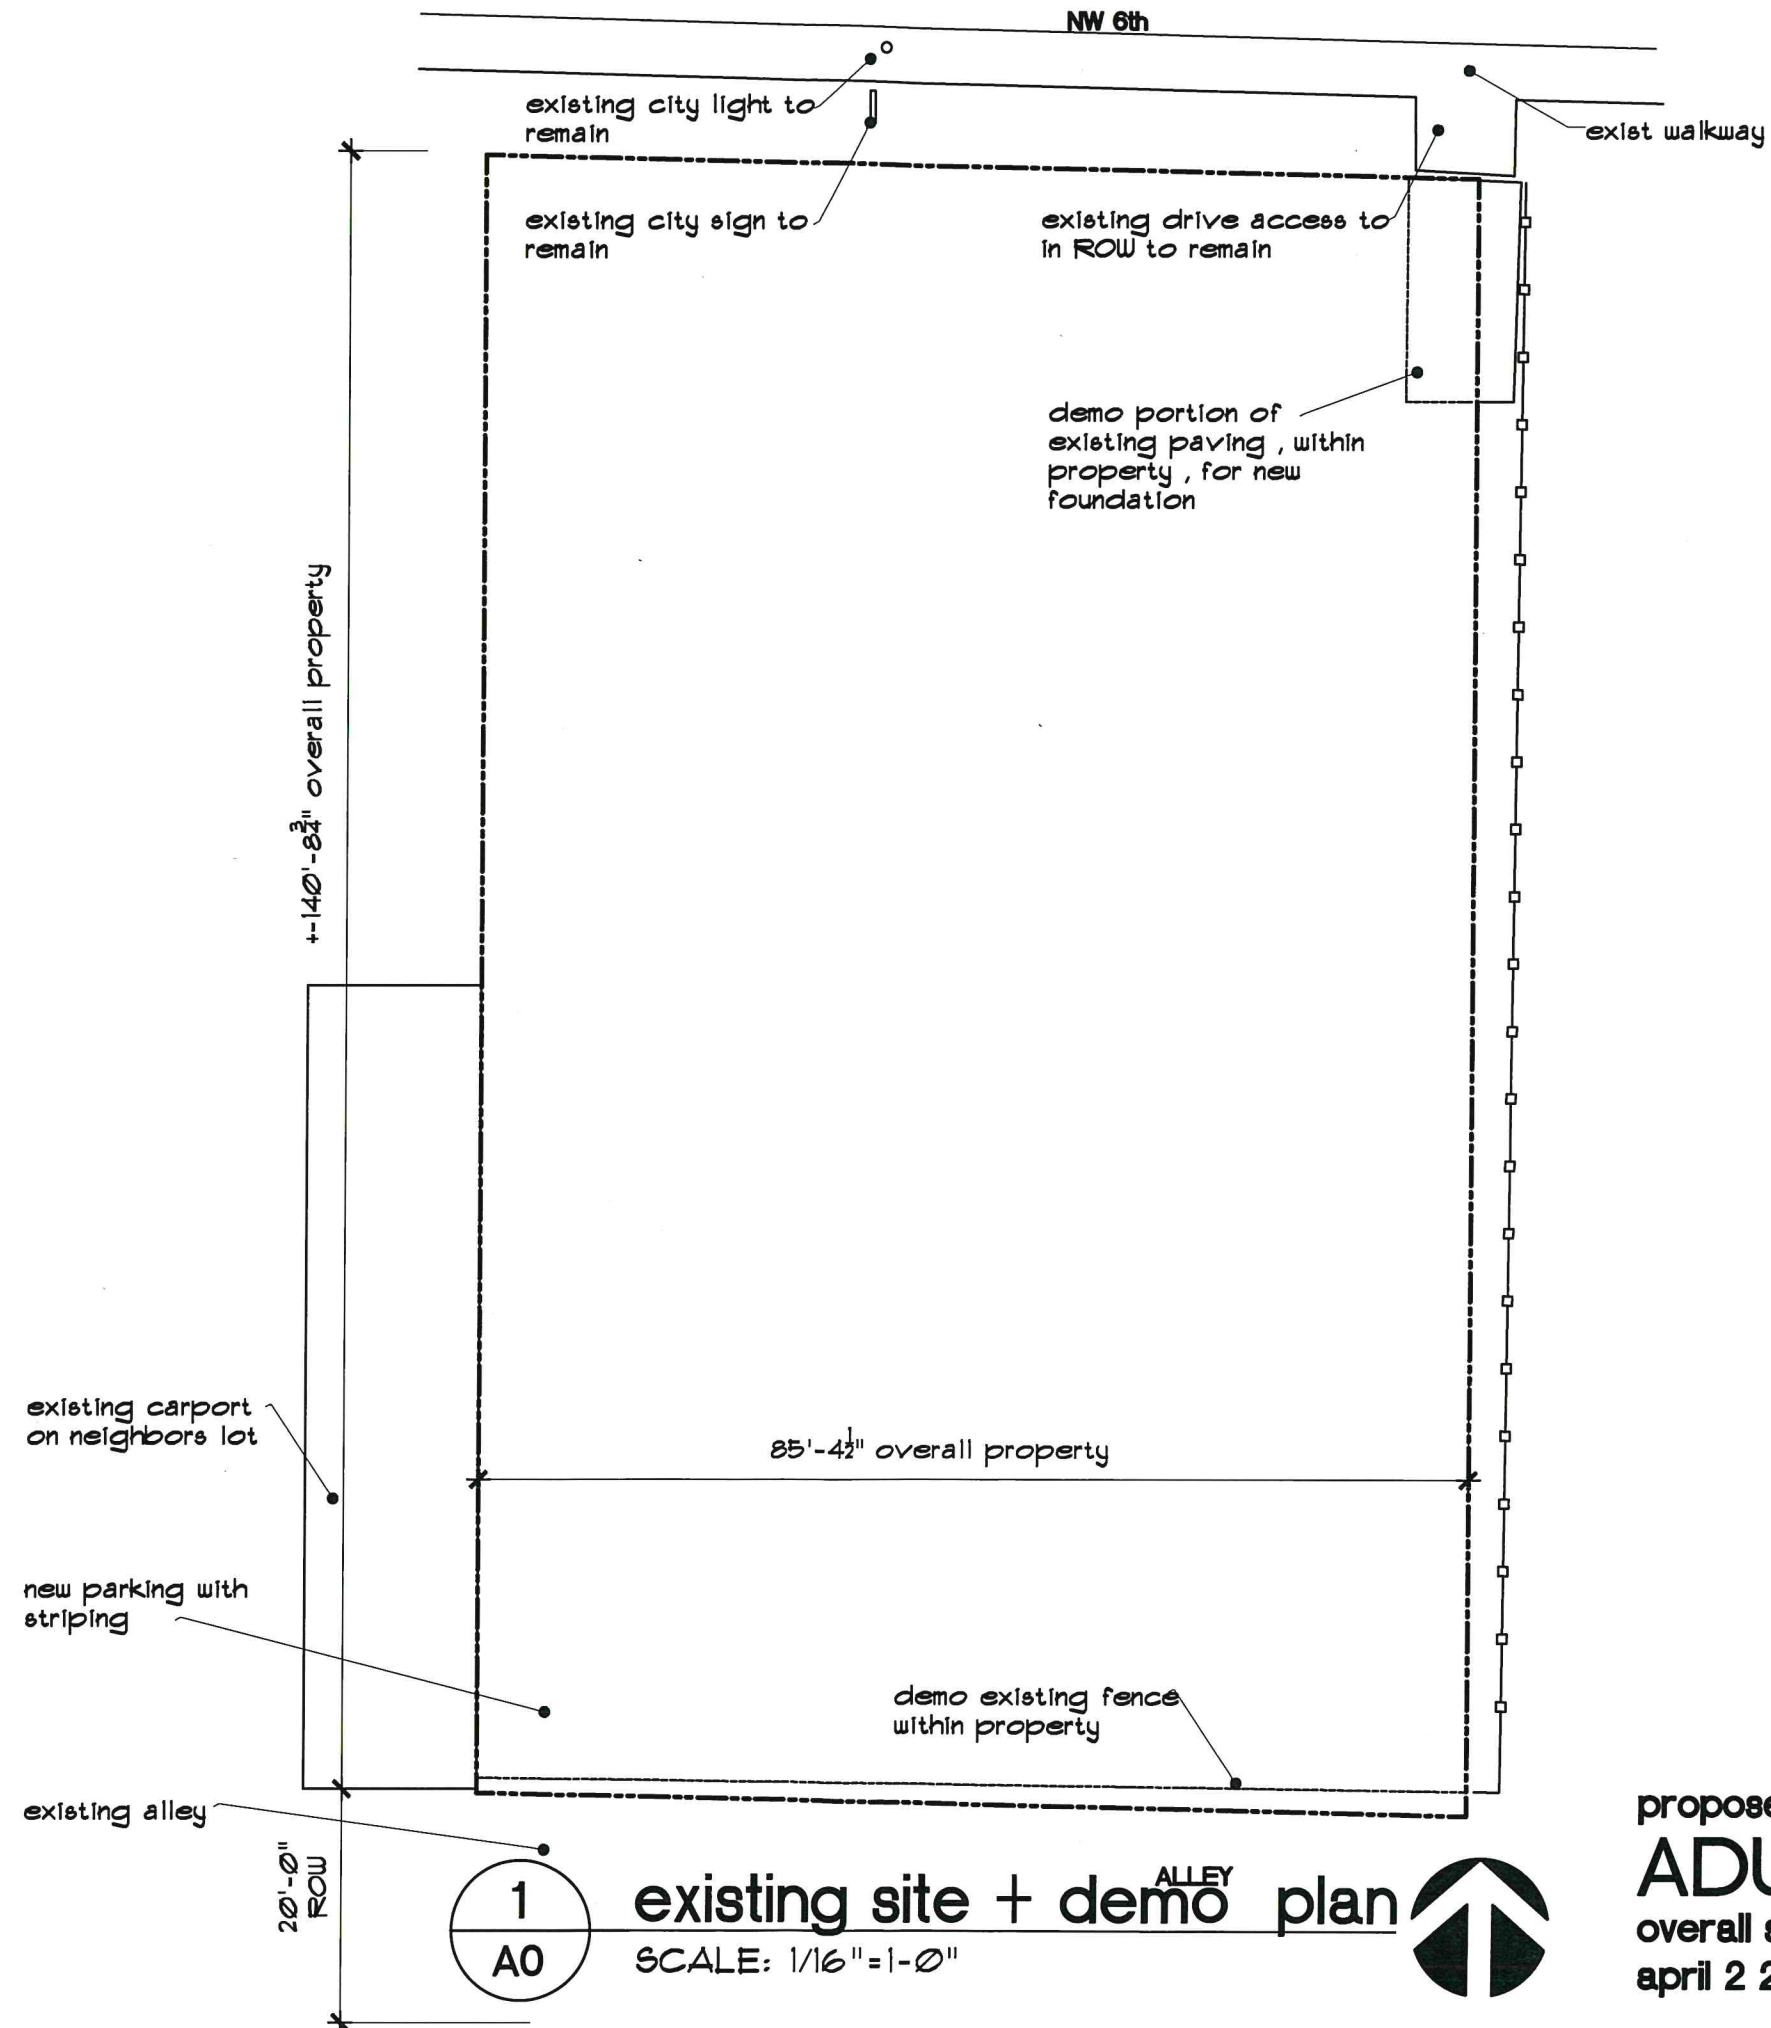 NW 6th
existing city light to
remain
exist walkway
existing city sign to
remain
existing drive access to
in ROW to remain
demo portion of
existing paving , within
property , for new
foundation
+-140'-8¾" overall property
existing carport
on neighbors lot
85'-4½" overall property
new parking with
striping
demo existing fence
within property
existing alley
20'-0"
ROW
ALLEY
1
A0
existing site + demo plan
SCALE: 1/16"=1-0"
propose
ADU
overall s
april 2 2